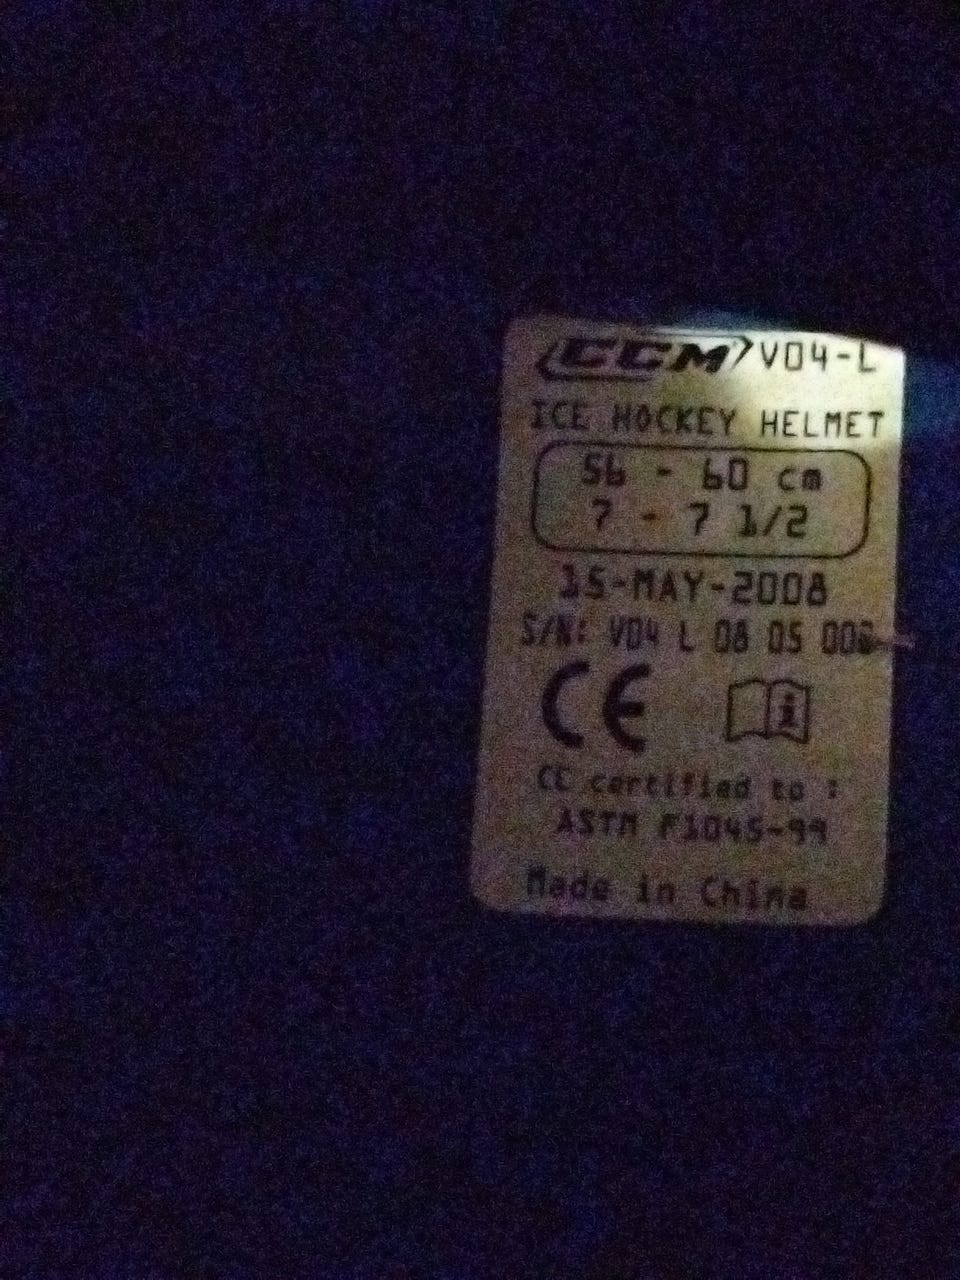 CCM V04-L
ICE HOCKEY HELMET
56 - 60 cm
7 - 7 1/2
15-MAY-2008
S/N: V04 L 08 05
CE i
CE certified to :
ASTM F1045-99
Made in China